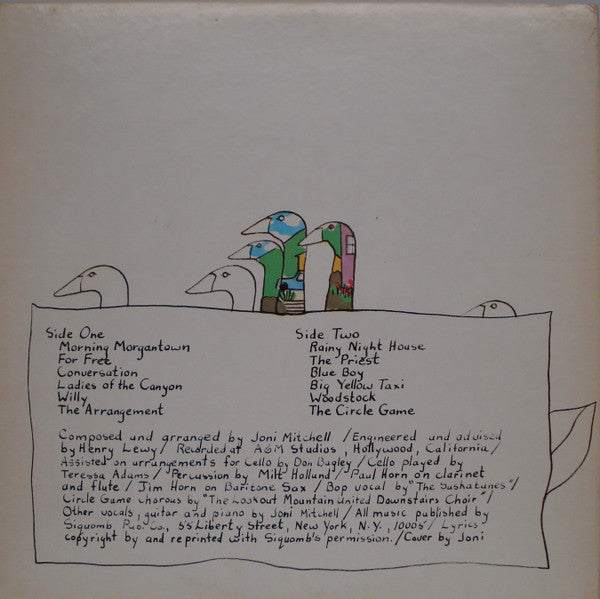 Side One
Morning Morgantown
For Free
Conversation
Ladies of the Canyon
Willy
The Arrangement
Side Two
Rainy Night House
The Priest
Blue Boy
Big Yellow Taxi
Woodstock
The Circle Game
Composed and arranged by Joni Mitchell / Engineered and advised
by Henry Lewy / Recorded at A&M Studios, Hollywood, California /
Assisted on arrangements for Cello by Don Bagley / Cello played by
Teressa Adams / Percussion by Milt Holland / Paul Horn on clarinet
and flute / Jim Horn on Baritone Sax / Bop vocal by "The Saskatunes" /
Circle Game chorous by "The Lookout Mountain United Downstairs Choir" /
Other vocals, guitar and piano by Joni Mitchell / All music published by
Siquomb Pub. Co., 55 Liberty Street, New York, N.Y., 10005 / Lyrics
copyright by and reprinted with Siquomb's permission. / Cover by Joni